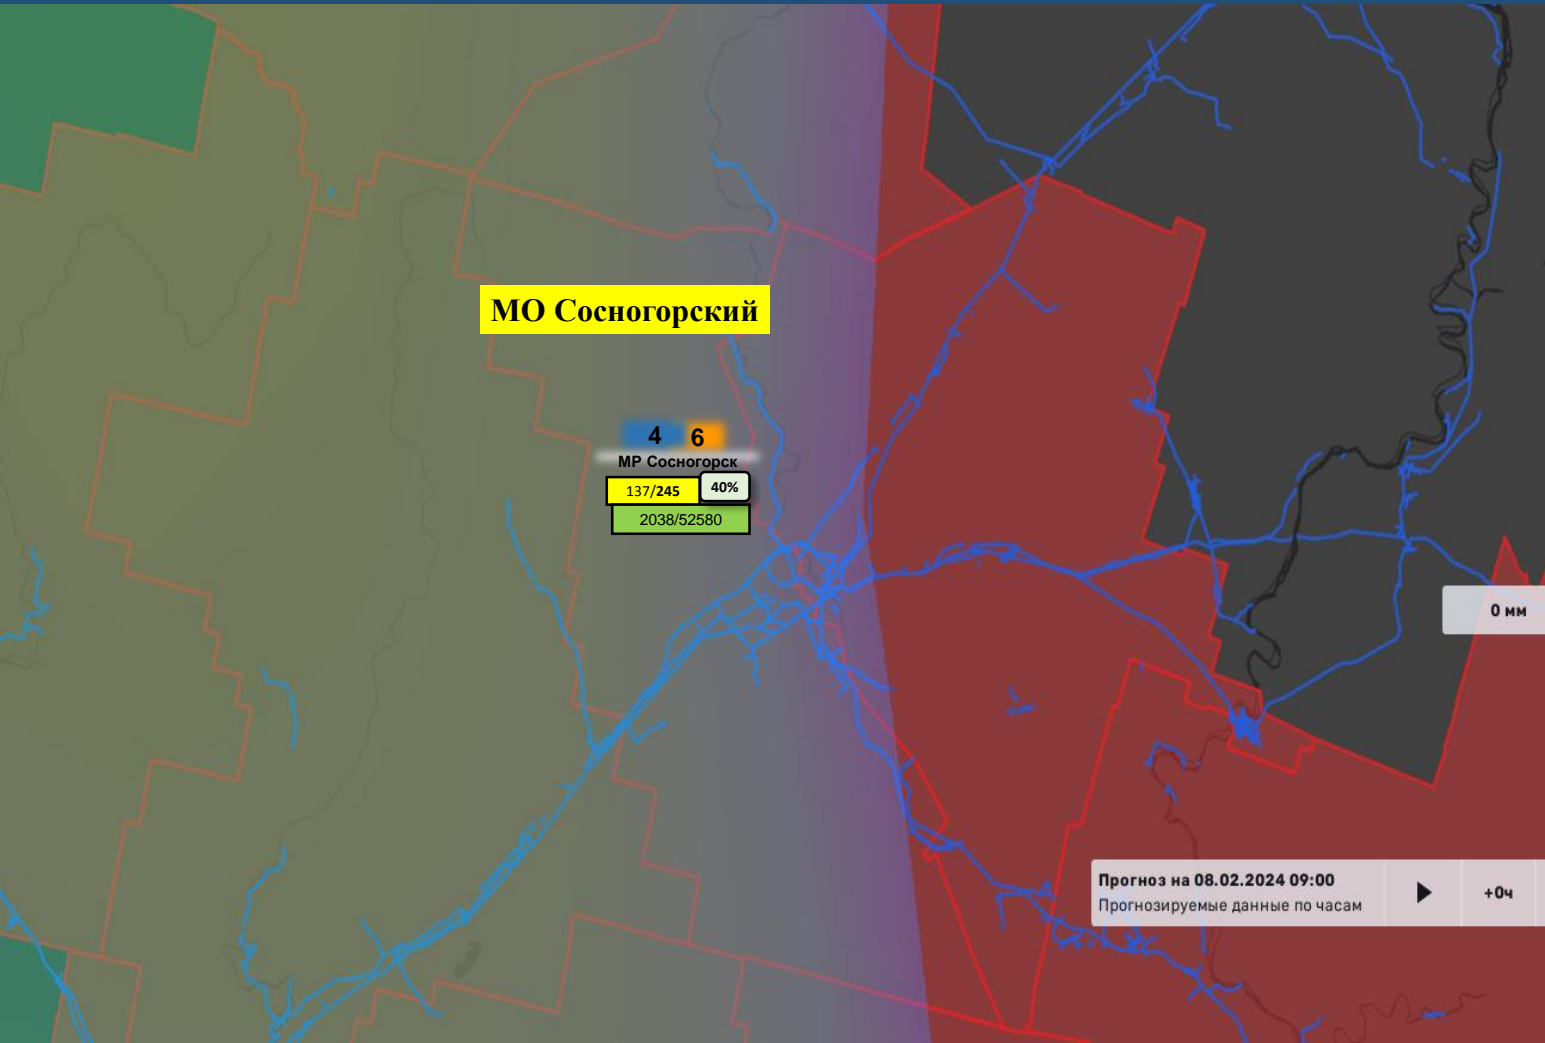 МО Сосногорский
4 6
МР Сосногорск
137/245 40%
2038/52580
0 мм
Прогноз на 08.02.2024 09:00
Прогнозируемые данные по часам
+0ч